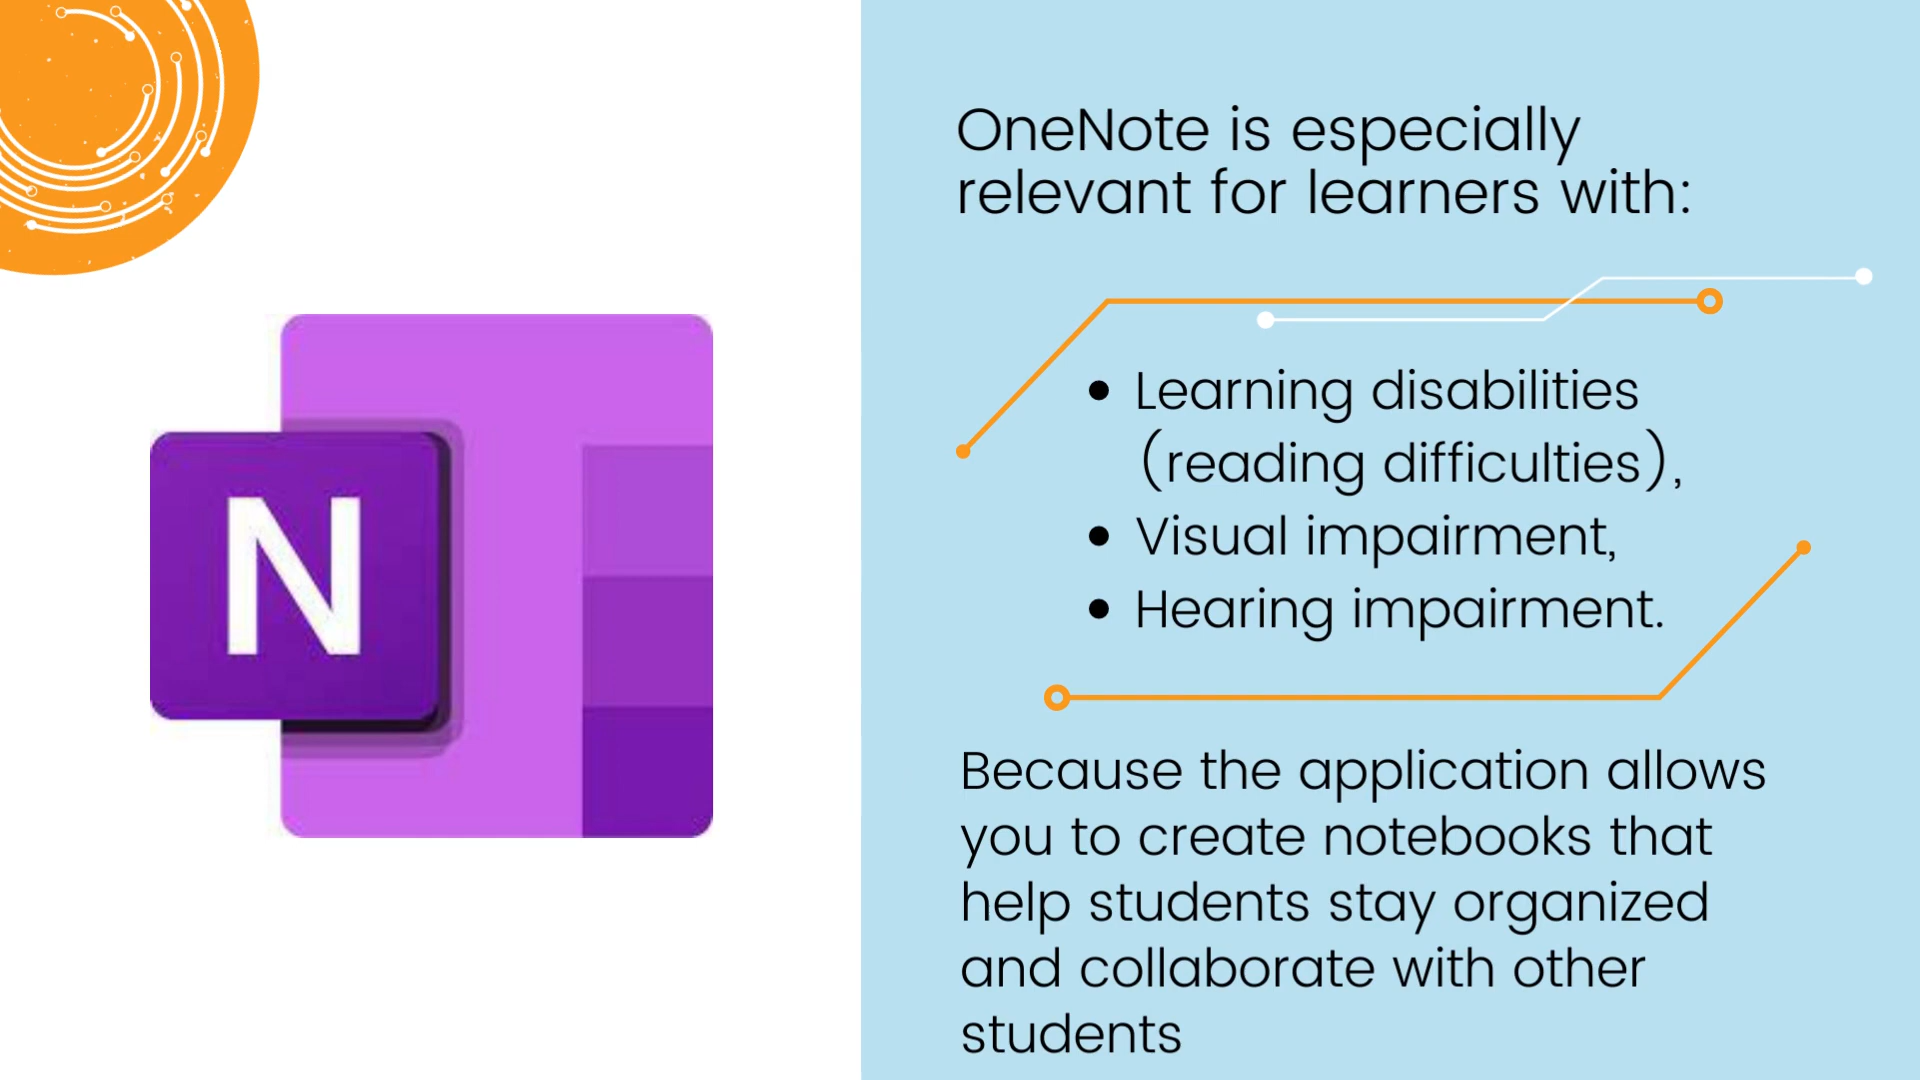 N
OneNote is especially
relevant for learners with:
• Learning disabilities
(reading difficulties),
• Visual impairment,
• Hearing impairment.
Because the application allows
you to create notebooks that
help students stay organized
and collaborate with other
students